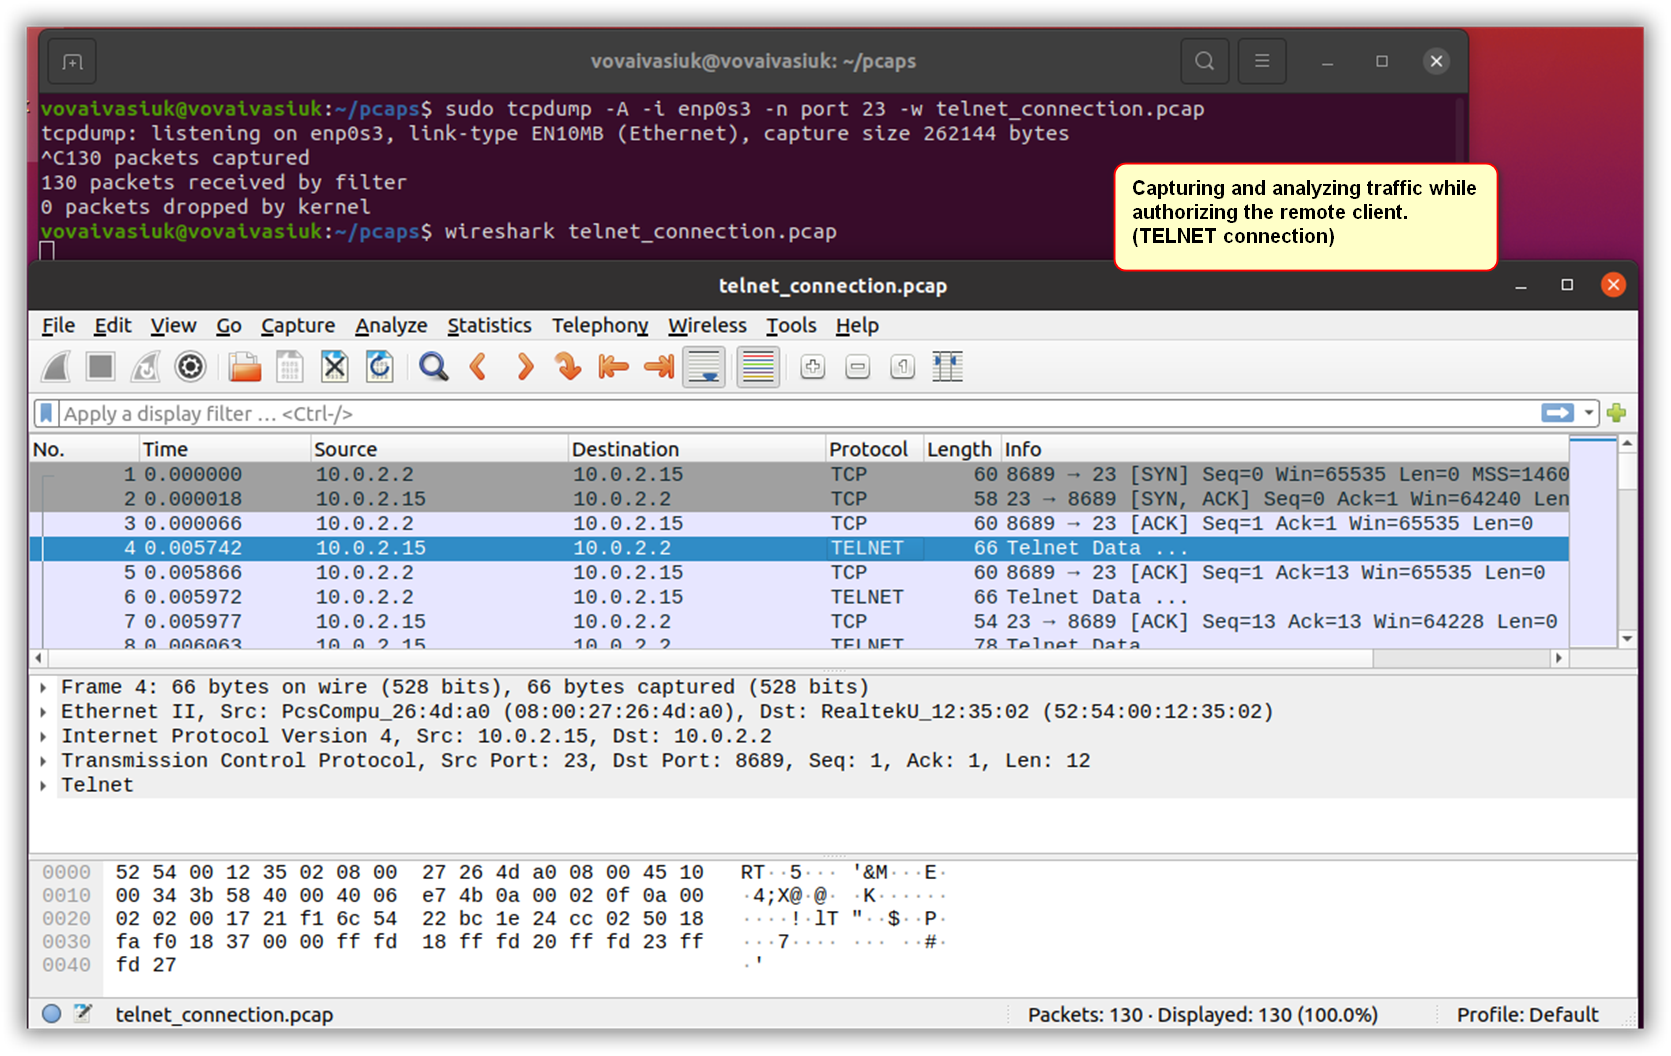 vovaivasiuk@vovaivasiuk: ~/pcaps
vovaivasiuk@vovaivasiuk:~/pcaps$ sudo tcpdump -A -i enp0s3 -n port 23 -w telnet_connection.pcap
tcpdump: listening on enp0s3, link-type EN10MB (Ethernet), capture size 262144 bytes
^C130 packets captured
130 packets received by filter
0 packets dropped by kernel
vovaivasiuk@vovaivasiuk:~/pcaps$ wireshark telnet_connection.pcap
Capturing and analyzing traffic while
authorizing the remote client.
(TELNET connection)
telnet_connection.pcap
File Edit View Go Capture Analyze Statistics Telephony Wireless Tools Help
Apply a display filter … <Ctrl-/>
No. Time Source Destination Protocol Length Info
1 0.000000 10.0.2.2 10.0.2.15 TCP 60 8689 → 23 [SYN] Seq=0 Win=65535 Len=0 MSS=1460
2 0.000018 10.0.2.15 10.0.2.2 TCP 58 23 → 8689 [SYN, ACK] Seq=0 Ack=1 Win=64240 Len
3 0.000066 10.0.2.2 10.0.2.15 TCP 60 8689 → 23 [ACK] Seq=1 Ack=1 Win=65535 Len=0
4 0.005742 10.0.2.15 10.0.2.2 TELNET 66 Telnet Data ...
5 0.005866 10.0.2.2 10.0.2.15 TCP 60 8689 → 23 [ACK] Seq=1 Ack=13 Win=65535 Len=0
6 0.005972 10.0.2.2 10.0.2.15 TELNET 66 Telnet Data ...
7 0.005977 10.0.2.15 10.0.2.2 TCP 54 23 → 8689 [ACK] Seq=13 Ack=13 Win=64228 Len=0
8 0.006063 10.0.2.15 10.0.2.2 TELNET 78 Telnet Data
Frame 4: 66 bytes on wire (528 bits), 66 bytes captured (528 bits)
Ethernet II, Src: PcsCompu_26:4d:a0 (08:00:27:26:4d:a0), Dst: RealtekU_12:35:02 (52:54:00:12:35:02)
Internet Protocol Version 4, Src: 10.0.2.15, Dst: 10.0.2.2
Transmission Control Protocol, Src Port: 23, Dst Port: 8689, Seq: 1, Ack: 1, Len: 12
Telnet
0000 52 54 00 12 35 02 08 00 27 26 4d a0 08 00 45 10 RT··5··· '&M···E·
0010 00 34 3b 58 40 00 40 06 e7 4b 0a 00 02 0f 0a 00 ·4;X@·@· ·K······
0020 02 02 00 17 21 f1 6c 54 22 bc 1e 24 cc 02 50 18 ····!·lT "··$··P·
0030 fa f0 18 37 00 00 ff fd 18 ff fd 20 ff fd 23 ff ···7···· ··· ··#·
0040 fd 27 ·'
telnet_connection.pcap
Packets: 130 · Displayed: 130 (100.0%)
Profile: Default